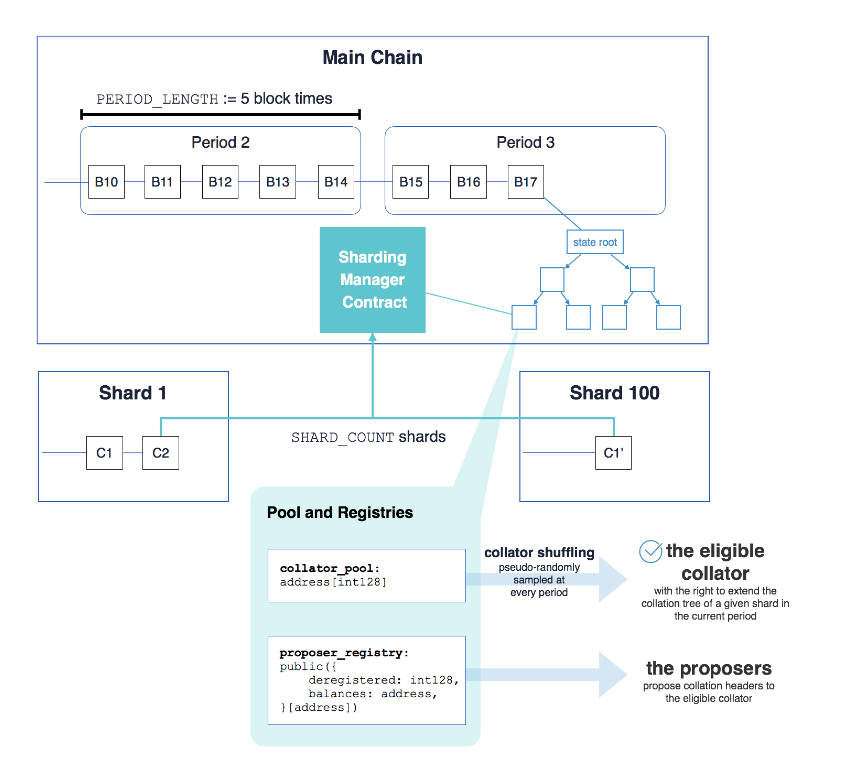 Main Chain
PERIOD_LENGTH := 5 block times
Period 2
Period 3
B10
B11
B12
B13
B14
B15
B16
B17
state root
Sharding
Manager
Contract
Shard 1
Shard 100
C1
C2
C1'
SHARD_COUNT shards
Pool and Registries
collator_pool:
address[int128]
collator shuffling
pseudo-randomly
sampled at
every period
the eligible
collator
with the right to extend the
collation tree of a given shard in
the current period
proposer_registry:
public({
deregistered: int128,
balances: address,
}[address])
the proposers
propose collation headers to
the eligible collator